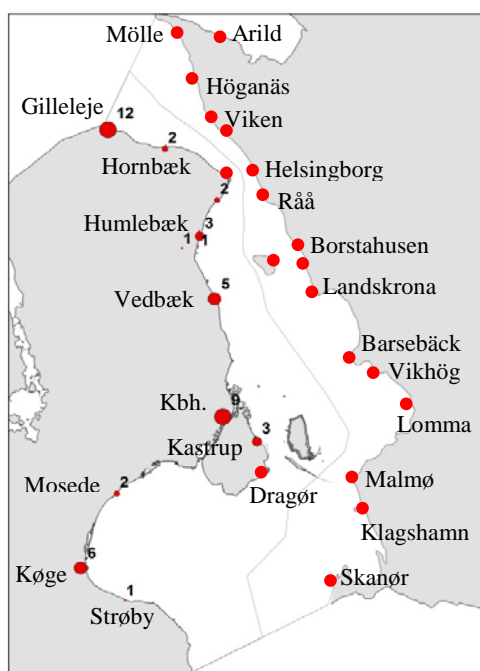 Mölle
Arild
Höganäs
Gilleleje
12
Viken
2
Hornbæk
Helsingborg
2
Råå
Humlebæk
3
1
1
Borstahusen
5
Landskrona
Vedbæk
Barsebäck
Vikhög
Kbh.
9
Lomma
3
Kastrup
Malmø
Mosede
2
Dragør
Klagshamn
6
Køge
Skanør
1
Strøby